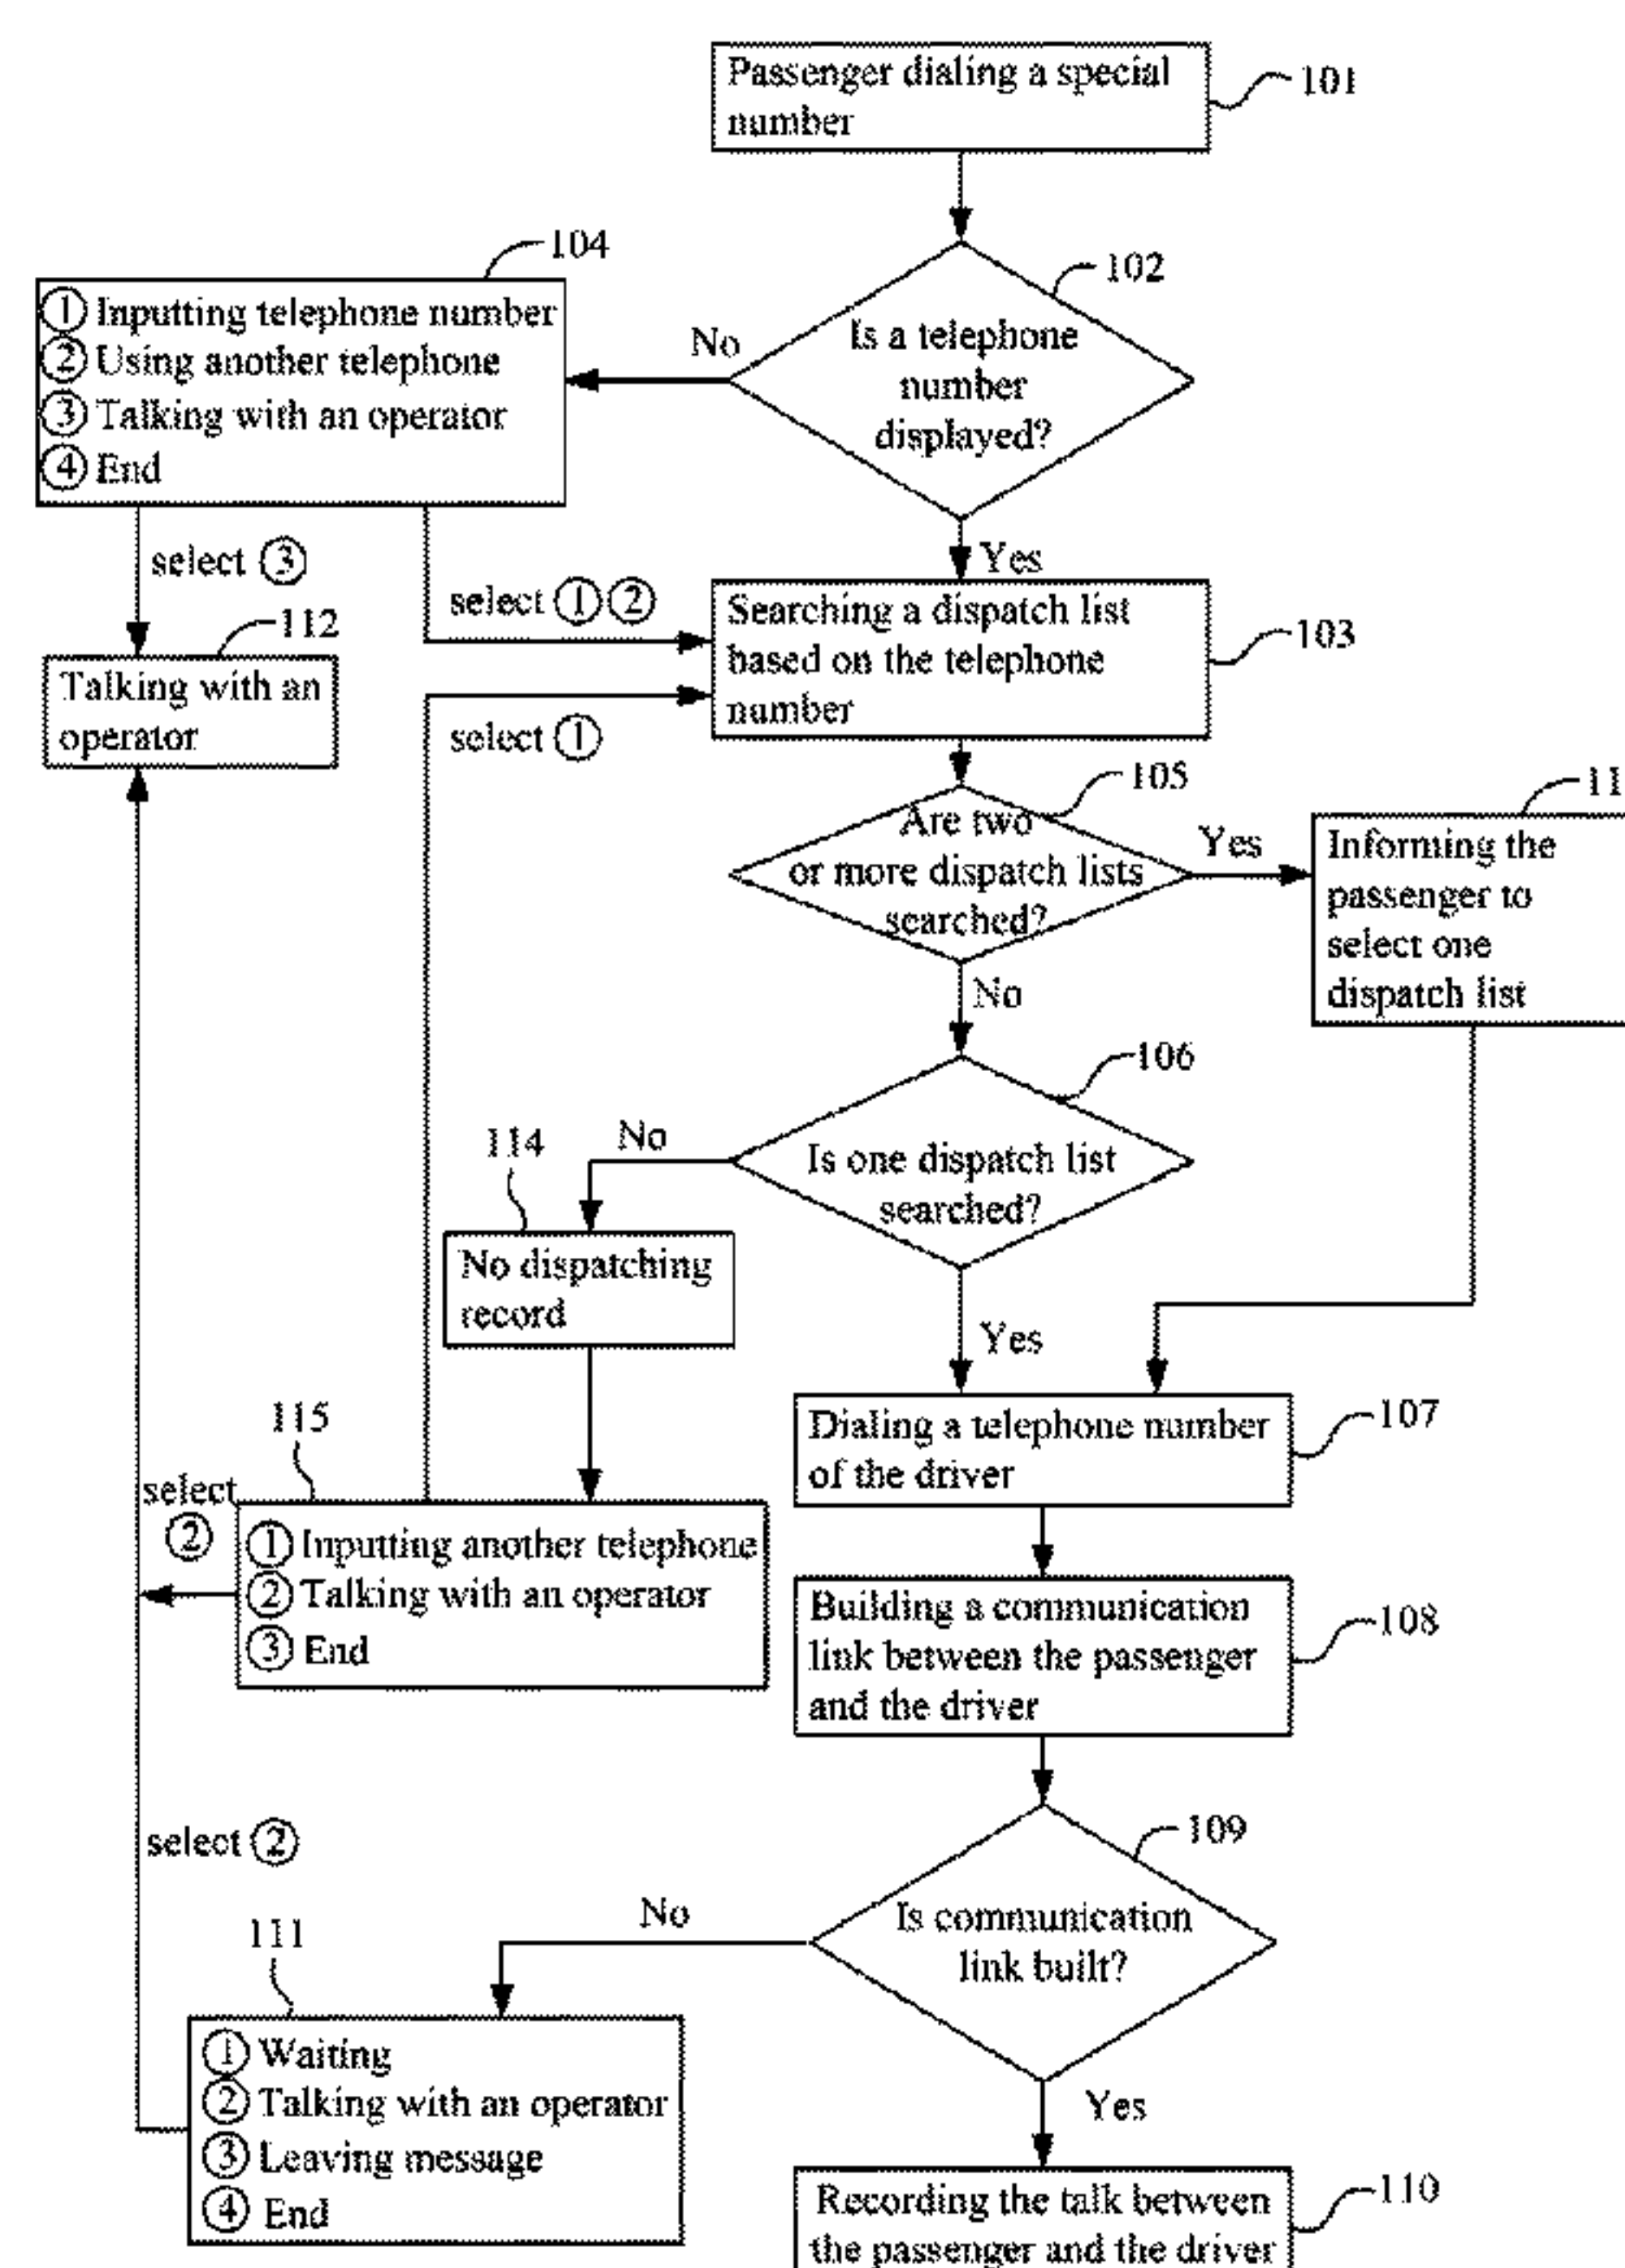 Passenger dialing a special
number
101
104
① Inputting telephone number
② Using another telephone
③ Talking with an operator
④ End
102
Is a telephone
number
displayed?
No
Yes
select ③
select ①②
112
Talking with an
operator
Searching a dispatch list
based on the telephone
number
103
select ①
105
Are two
or more dispatch lists
searched?
Yes
No
11
Informing the
passenger to
select one
dispatch list
106
Is one dispatch list
searched?
No
Yes
114
No dispatching
record
115
select
②
① Inputting another telephone
② Talking with an operator
③ End
Dialing a telephone number
of the driver
107
Building a communication
link between the passenger
and the driver
108
select ②
109
Is communication
link built?
No
Yes
111
① Waiting
② Talking with an operator
③ Leaving message
④ End
Recording the talk between
the passenger and the driver
110